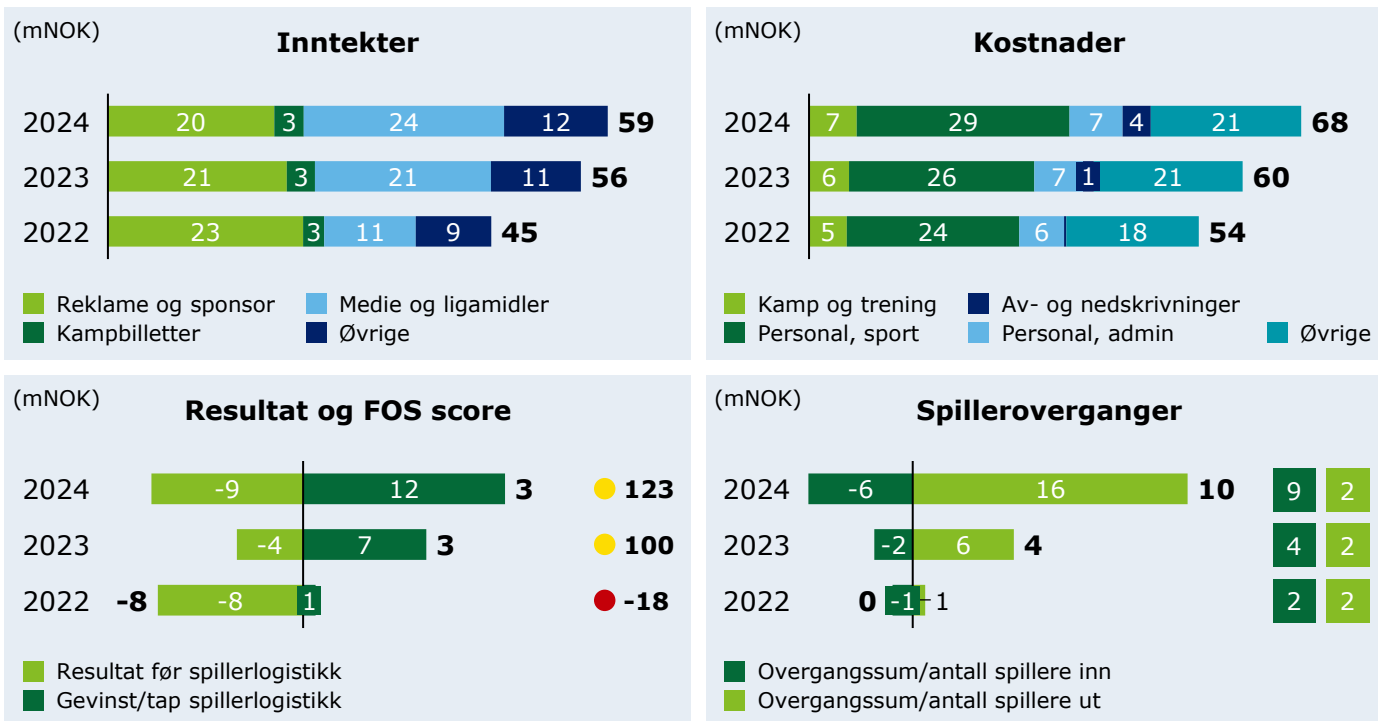 (mNOK)
Inntekter
2024 20 3 24 12 59
2023 21 3 21 11 56
2022 23 3 11 9 45
Reklame og sponsor Medie og ligamidler
Kampbilletter Øvrige
(mNOK)
Kostnader
2024 7 29 7 4 21 68
2023 6 26 7 1 21 60
2022 5 24 6 18 54
Kamp og trening Av- og nedskrivninger
Personal, sport Personal, admin Øvrige
(mNOK)
Resultat og FOS score
2024 -9 12 3 123
2023 -4 7 3 100
2022 -8 -8 1 -18
Resultat før spillerlogistikk
Gevinst/tap spillerlogistikk
(mNOK)
Spilleroverganger
2024 -6 16 10 9 2
2023 -2 6 4 4 2
2022 0 -1 1 2 2
Overgangssum/antall spillere inn
Overgangssum/antall spillere ut